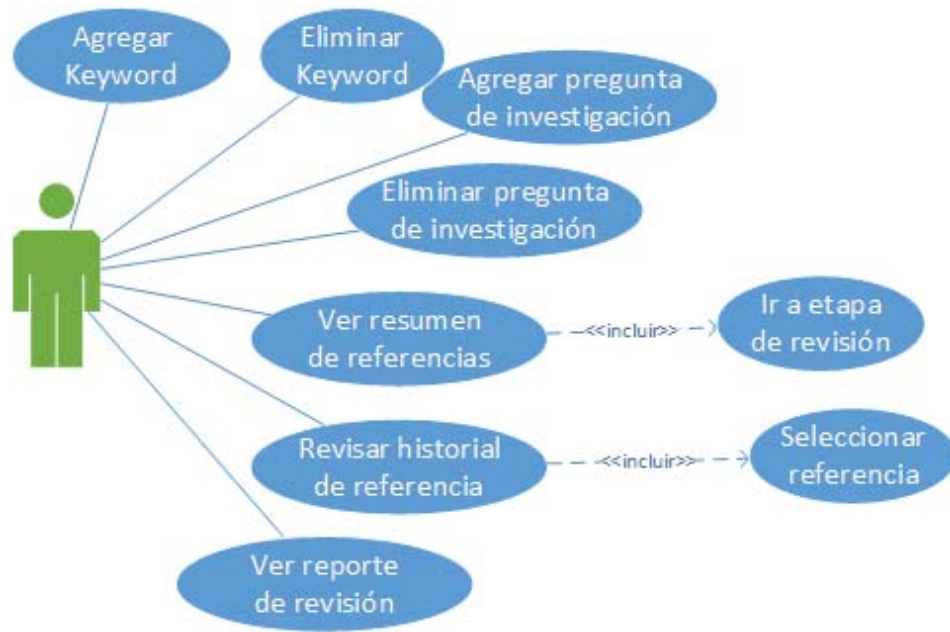 Agregar
Keyword
Eliminar
Keyword
Agregar pregunta
de investigación
Eliminar pregunta
de investigación
Ver resumen
de referencias
<<incluir>>
Ir a etapa
de revisión
Revisar historial
de referencia
<<incluir>>
Seleccionar
referencia
Ver reporte
de revisión